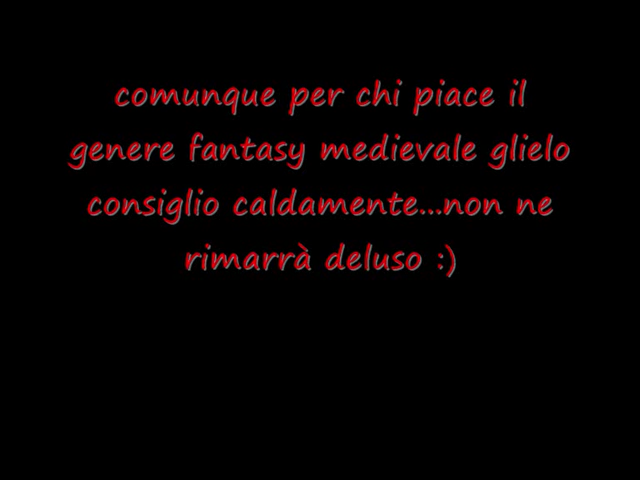 comunque per chi piace il
genere fantasy medievale glielo
consiglio caldamente...non ne
rimarrà deluso :)